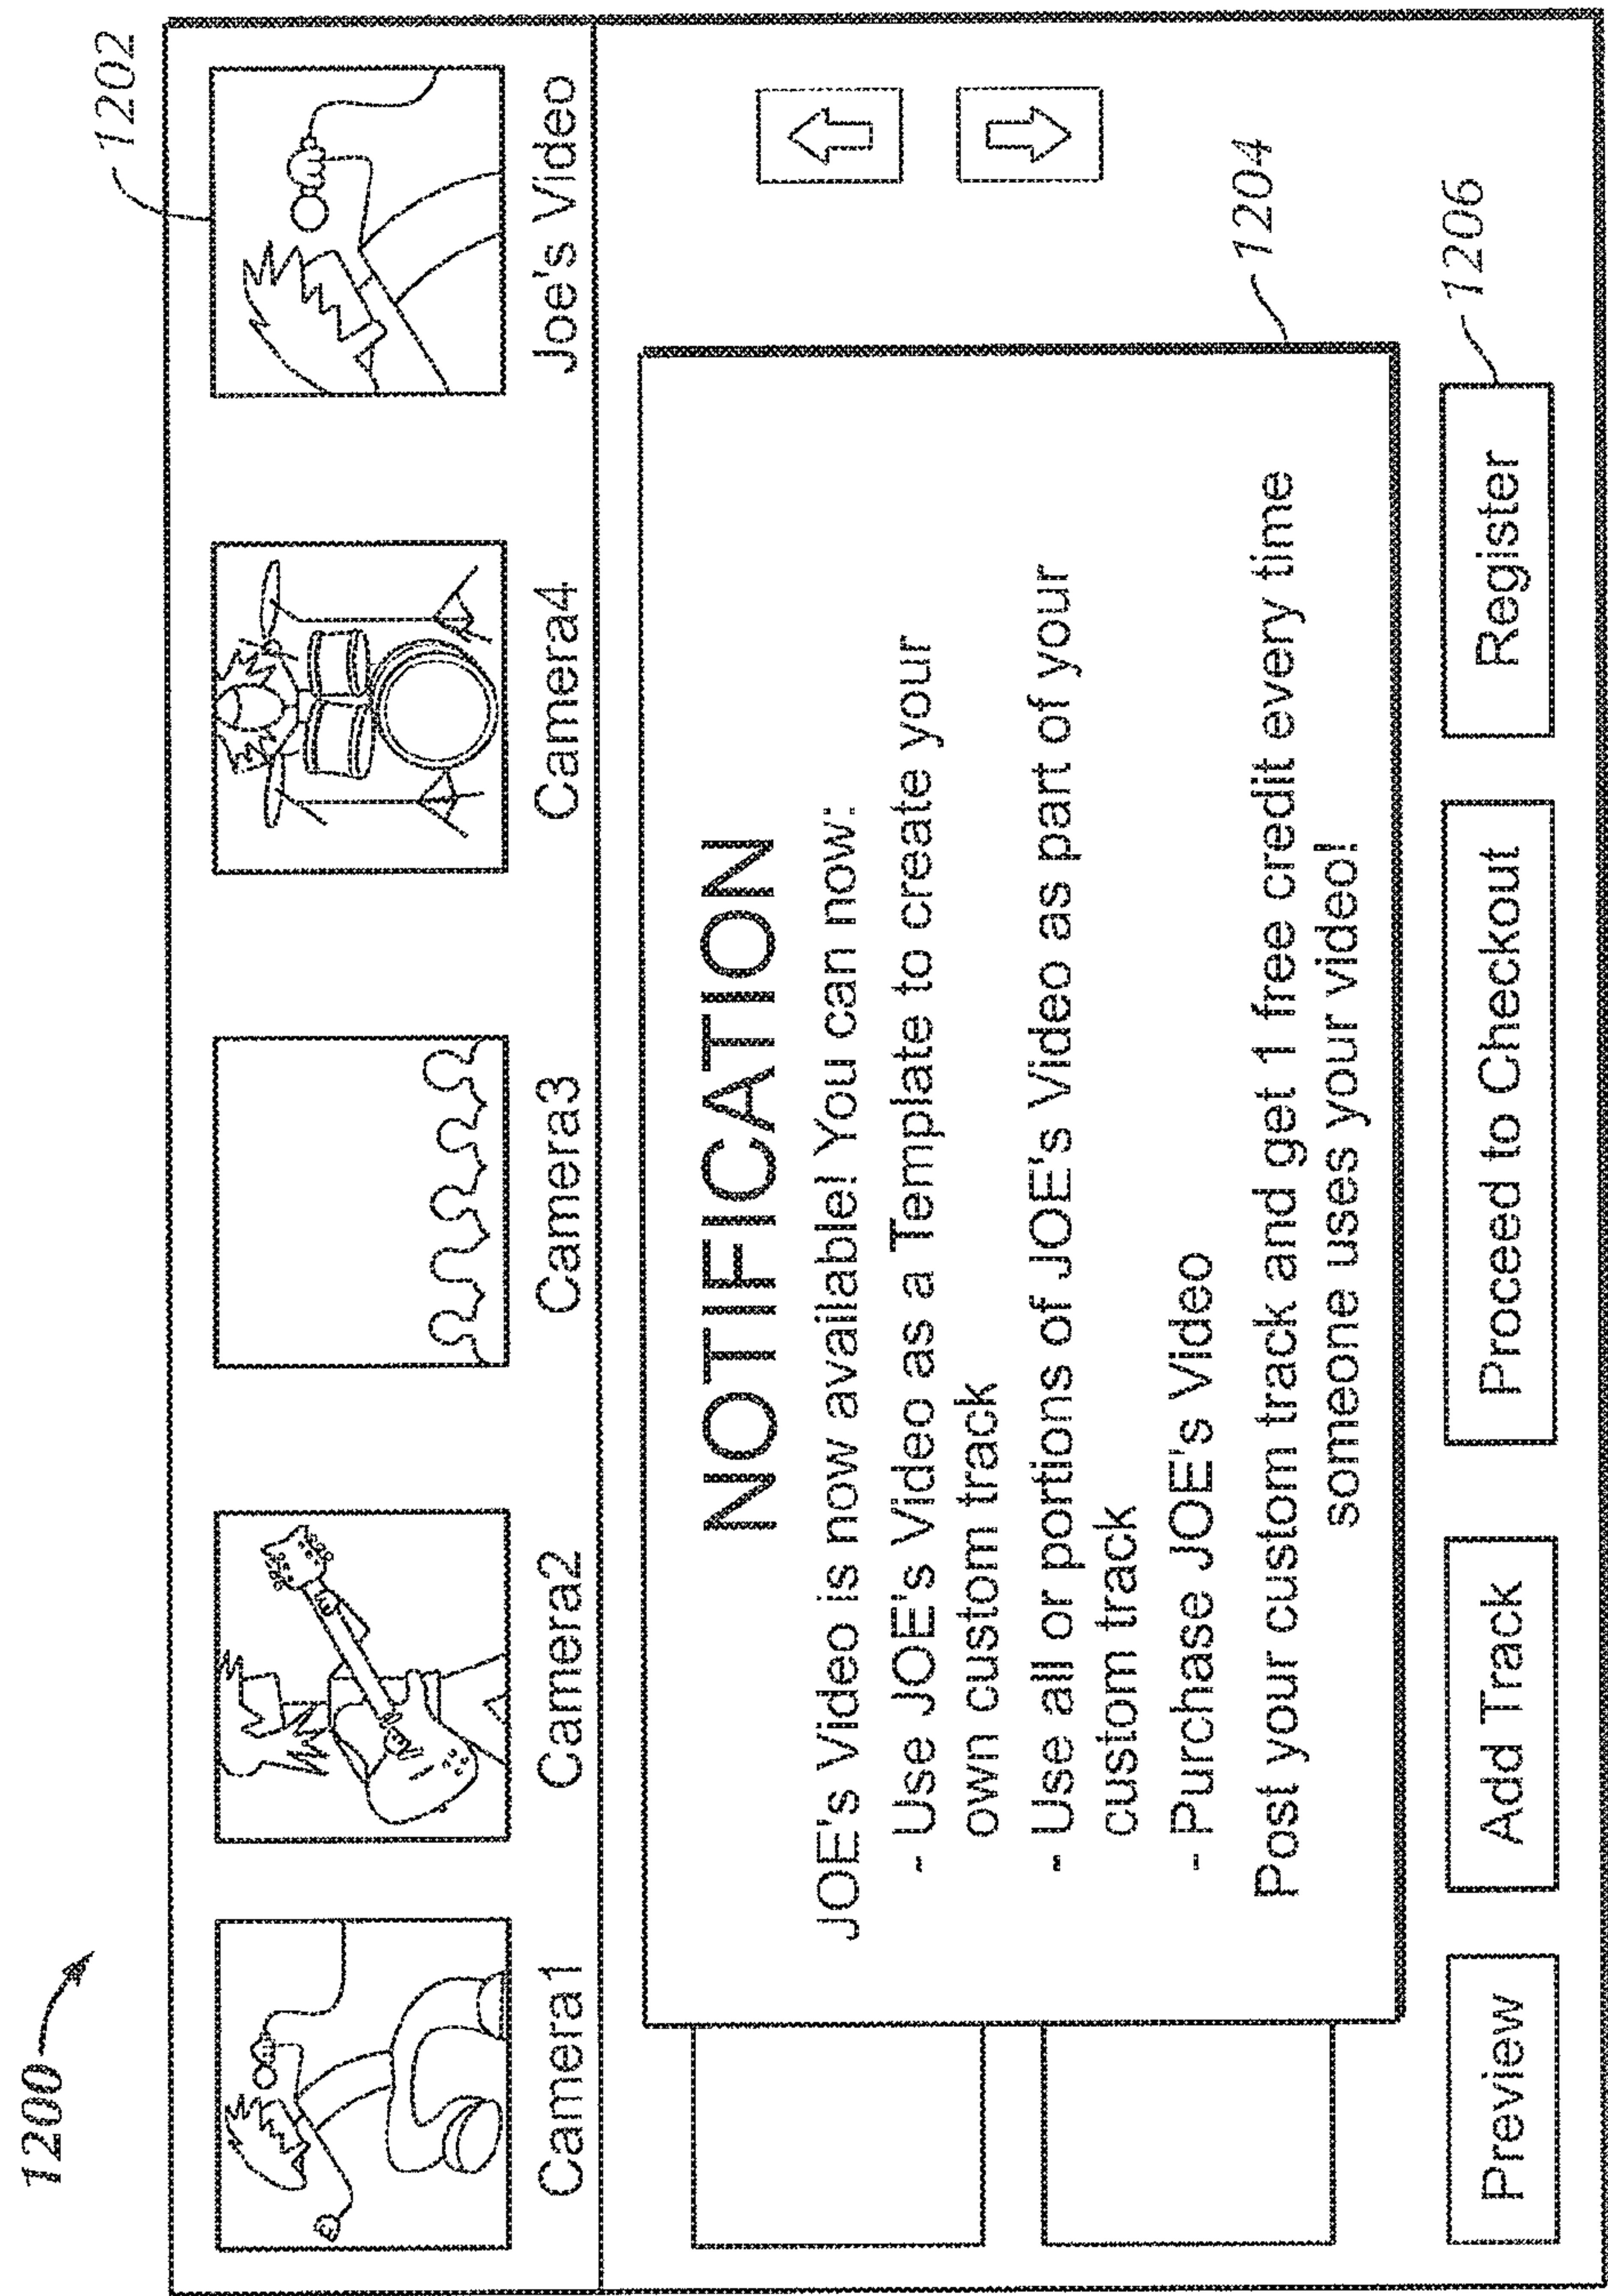 1200
1202
Camera1
Camera2
Camera3
Camera4
Joe's Video
NOTIFICATION
JOE's Video is now available! You can now:
- Use JOE's Video as a Template to create your
own custom track
- Use all or portions of JOE's Video as part of your
custom track
- Purchase JOE's Video
Post your custom track and get 1 free credit every time
someone uses your video!
1204
Preview
Add Track
Proceed to Checkout
Register
1206